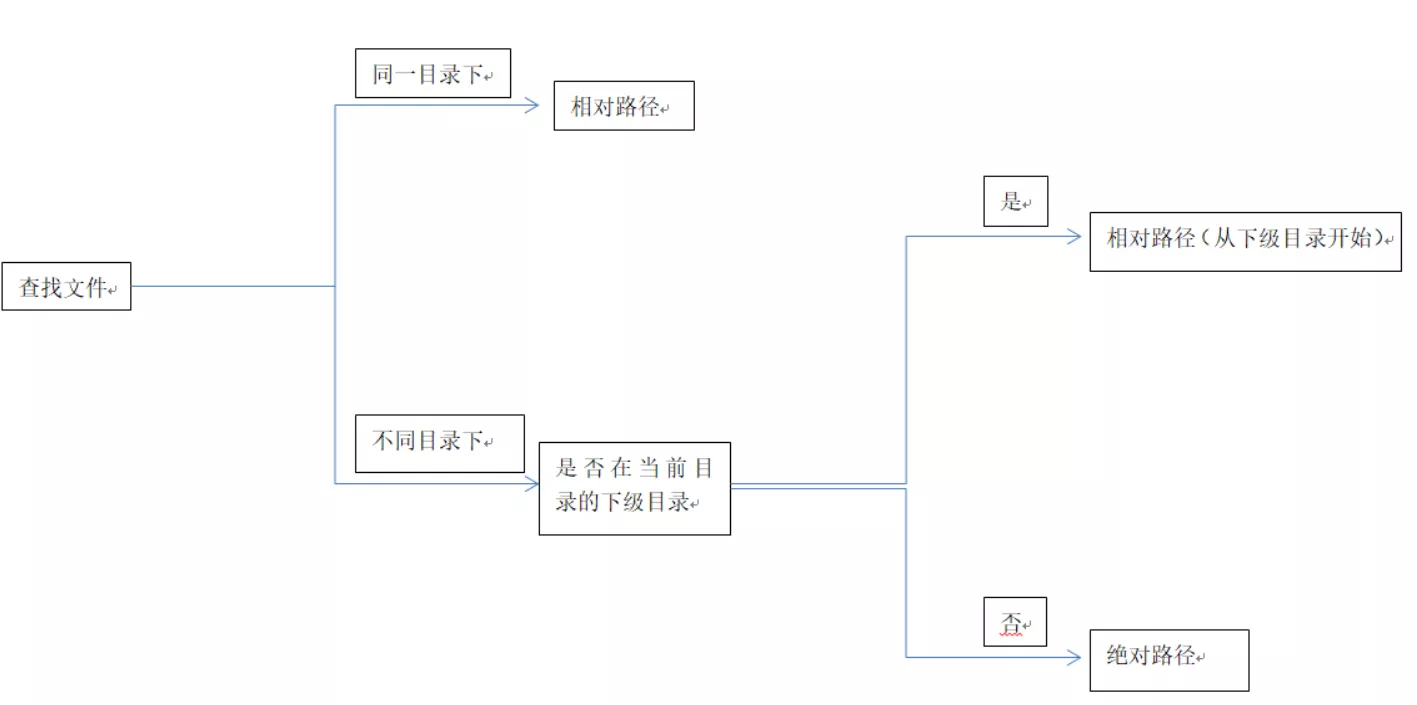 同一目录下
相对路径
是
相对路径（从下级目录开始）
查找文件
不同目录下
是否在当前目
录的下级目录
否
绝对路径